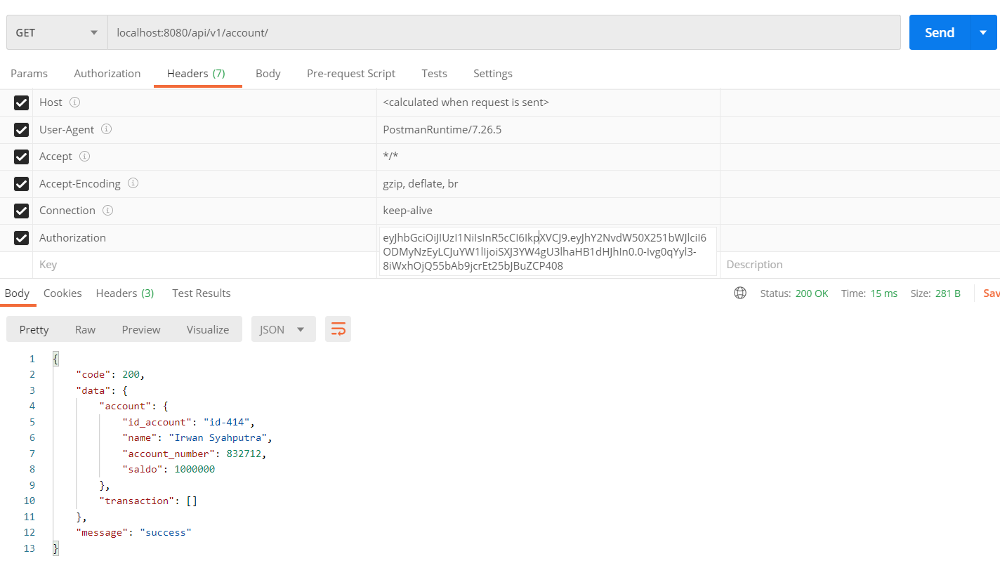 GET
localhost:8080/api/v1/account/
Send
Params Authorization Headers (7) Body Pre-request Script Tests Settings
Host <calculated when request is sent>
User-Agent PostmanRuntime/7.26.5
Accept */*
Accept-Encoding gzip, deflate, br
Connection keep-alive
Authorization eyJhbGciOiJIUzI1NiIsInR5cCI6IkpXVCJ9.eyJhY2NvdW50X251bWJlciI6
ODMyNzEyLCJuYW1lIjoiSXJ3YW4gU3lhaHB1dHJhIn0.0-Ivg0qYyl3-
8iWxhOjQ55bAb9jcrEt25bJBuZCP408
Key Description
Body Cookies Headers (3) Test Results Status: 200 OK Time: 15 ms Size: 281 B Sav
Pretty Raw Preview Visualize JSON
1 {
2 "code": 200,
3 "data": {
4 "account": {
5 "id_account": "id-414",
6 "name": "Irwan Syahputra",
7 "account_number": 832712,
8 "saldo": 1000000
9 },
10 "transaction": []
11 },
12 "message": "success"
13 }